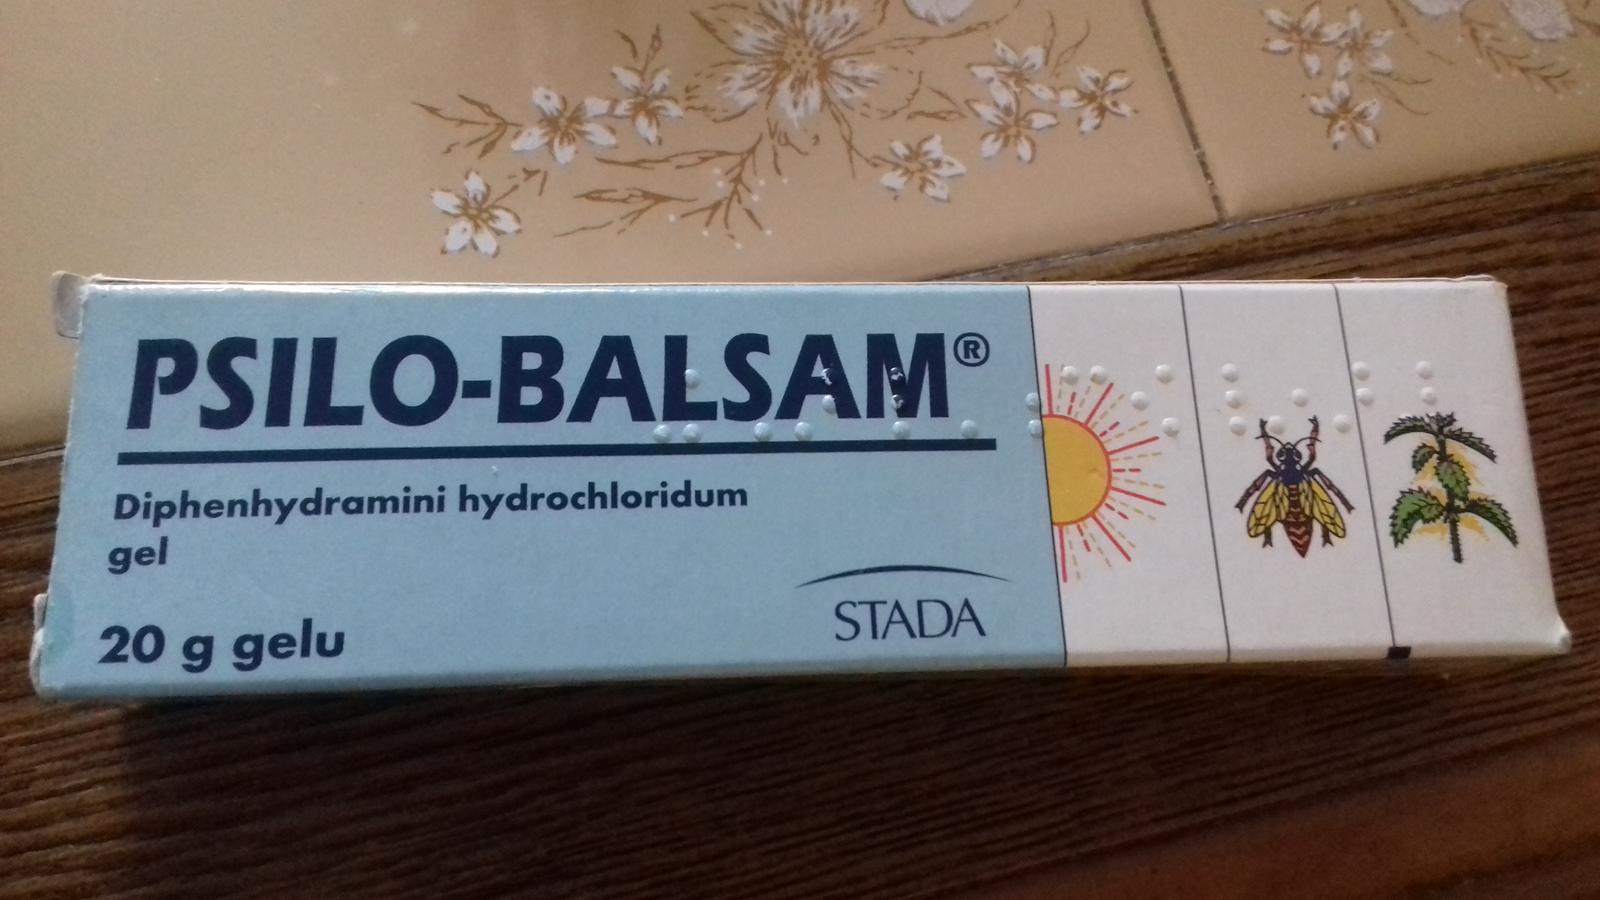 PSILO-BALSAM®
Diphenhydramini hydrochloridum
gel
20 g gelu
STADA